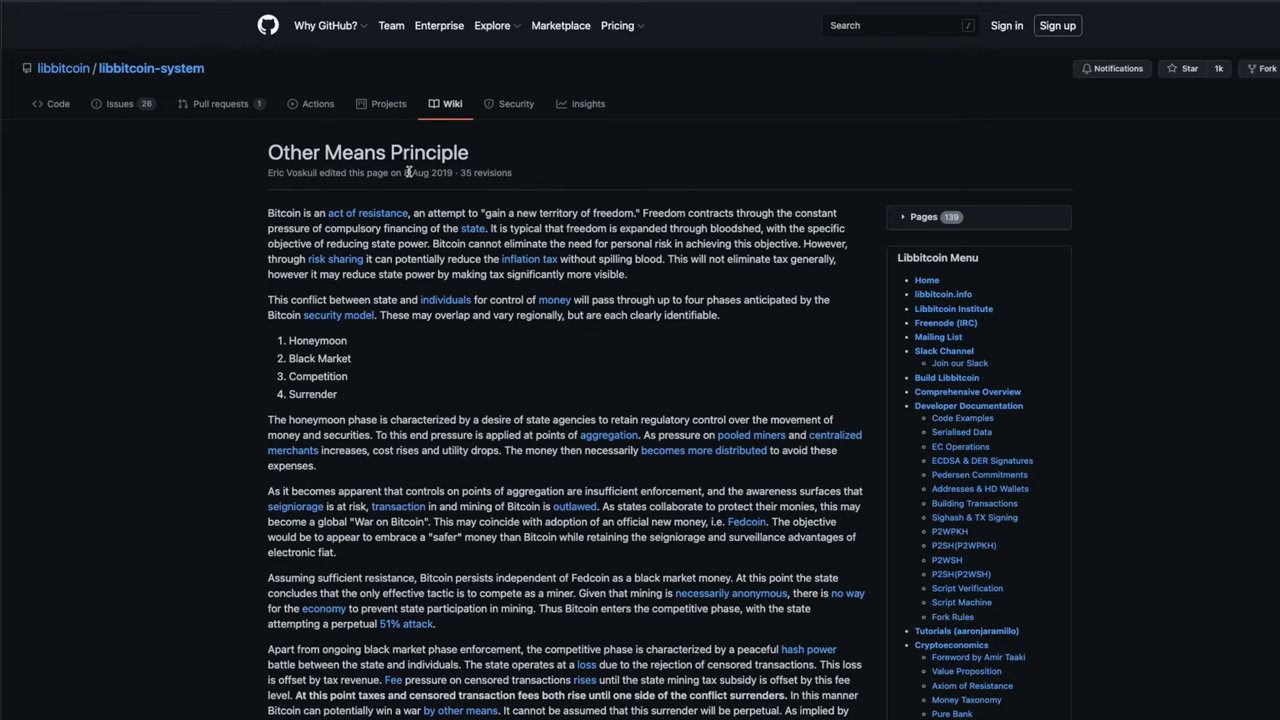 Why GitHub? Team Enterprise Explore Marketplace Pricing Search / Sign in Sign up
libbitcoin / libbitcoin-system Notifications Star 1k Fork
Code Issues 26 Pull requests 1 Actions Projects Wiki Security Insights
Other Means Principle
Eric Voskuil edited this page on Aug 2019 · 35 revisions
Bitcoin is an act of resistance, an attempt to "gain a new territory of freedom." Freedom contracts through the constant
pressure of compulsory financing of the state. It is typical that freedom is expanded through bloodshed, with the specific
objective of reducing state power. Bitcoin cannot eliminate the need for personal risk in achieving this objective. However,
through risk sharing it can potentially reduce the inflation tax without spilling blood. This will not eliminate tax generally,
however it may reduce state power by making tax significantly more visible.
This conflict between state and individuals for control of money will pass through up to four phases anticipated by the
Bitcoin security model. These may overlap and vary regionally, but are each clearly identifiable.
1. Honeymoon
2. Black Market
3. Competition
4. Surrender
The honeymoon phase is characterized by a desire of state agencies to retain regulatory control over the movement of
money and securities. To this end pressure is applied at points of aggregation. As pressure on pooled miners and centralized
merchants increases, cost rises and utility drops. The money then necessarily becomes more distributed to avoid these
expenses.
As it becomes apparent that controls on points of aggregation are insufficient enforcement, and the awareness surfaces that
seigniorage is at risk, transaction in and mining of Bitcoin is outlawed. As states collaborate to protect their monies, this may
become a global "War on Bitcoin". This may coincide with adoption of an official new money, i.e. Fedcoin. The objective
would be to appear to embrace a "safer" money than Bitcoin while retaining the seigniorage and surveillance advantages of
electronic fiat.
Assuming sufficient resistance, Bitcoin persists independent of Fedcoin as a black market money. At this point the state
concludes that the only effective tactic is to compete as a miner. Given that mining is necessarily anonymous, there is no way
for the economy to prevent state participation in mining. Thus Bitcoin enters the competitive phase, with the state
attempting a perpetual 51% attack.
Apart from ongoing black market phase enforcement, the competitive phase is characterized by a peaceful hash power
battle between the state and individuals. The state operates at a loss due to the rejection of censored transactions. This loss
is offset by tax revenue. Fee pressure on censored transactions rises until the state mining tax subsidy is offset by this fee
level. At this point taxes and censored transaction fees both rise until one side of the conflict surrenders. In this manner
Bitcoin can potentially win a war by other means. It cannot be assumed that this surrender will be perpetual. As implied by
Pages 139
Libbitcoin Menu
Home
libbitcoin.info
Libbitcoin Institute
Freenode (IRC)
Mailing List
Slack Channel
Join our Slack
Build Libbitcoin
Comprehensive Overview
Developer Documentation
Code Examples
Serialised Data
EC Operations
ECDSA & DER Signatures
Pedersen Commitments
Addresses & HD Wallets
Building Transactions
Sighash & TX Signing
P2WPKH
P2SH(P2WPKH)
P2WSH
P2SH(P2WSH)
Script Verification
Script Machine
Fork Rules
Tutorials (aaronjaramillo)
Cryptoeconomics
Foreword by Amir Taaki
Value Proposition
Axiom of Resistance
Money Taxonomy
Pure Bank